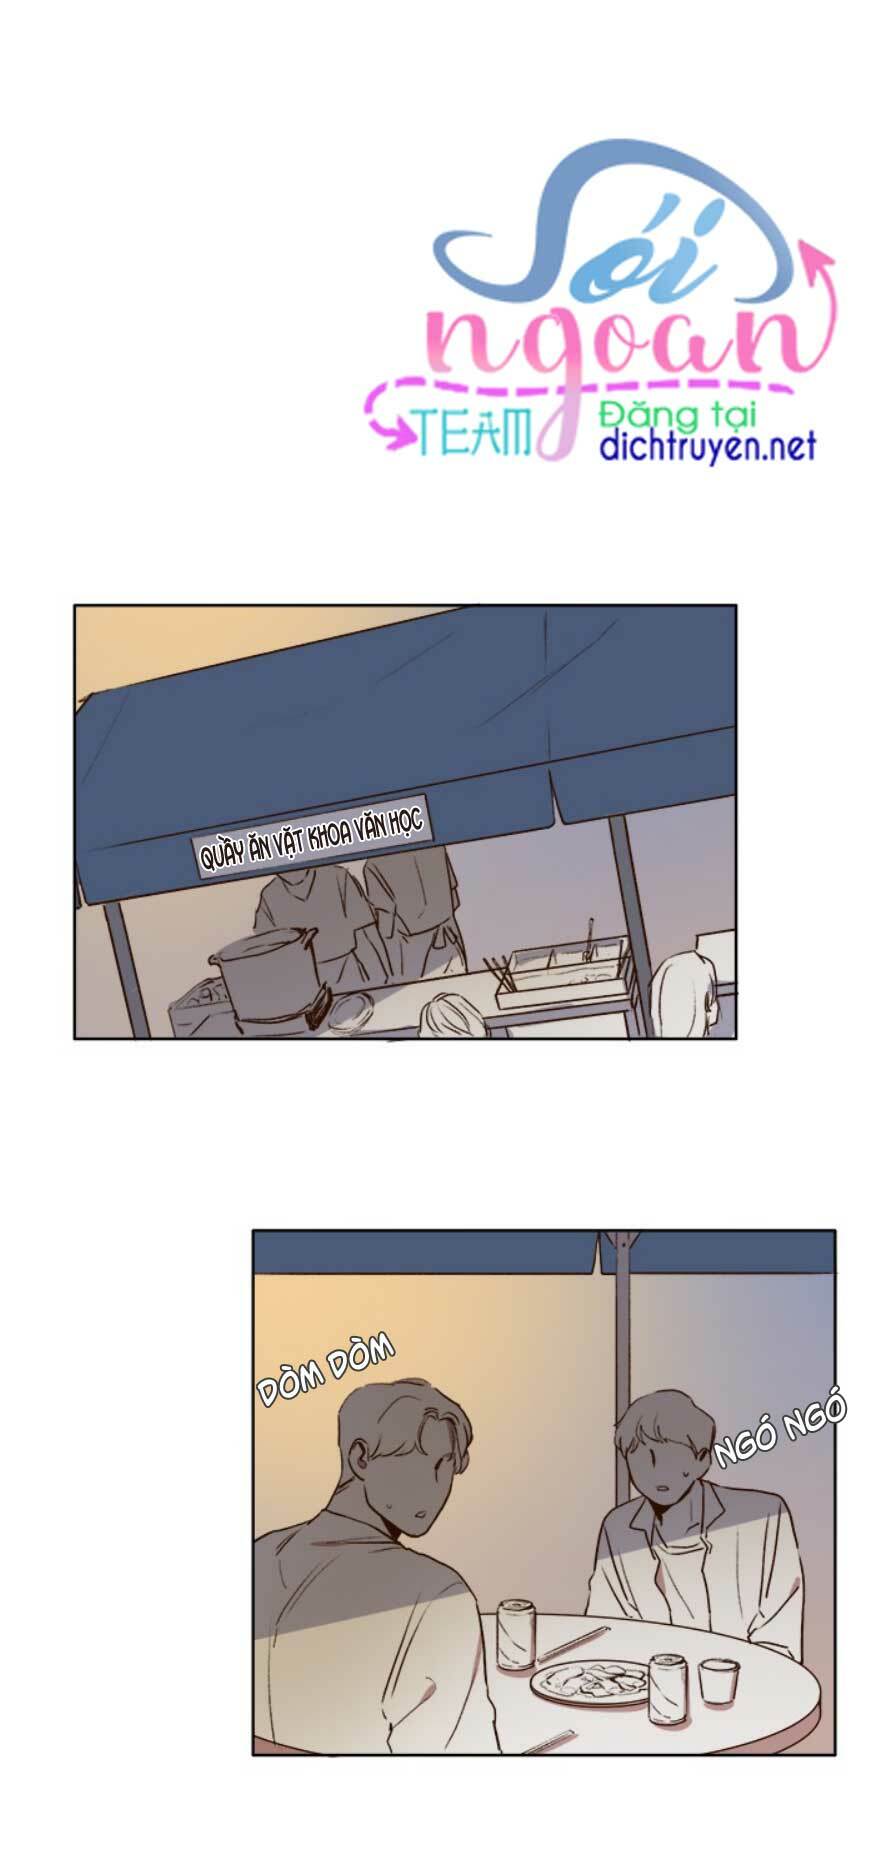 Sói
ngoan
TEAM
Đăng tại
dichtruyen.net
QUẦY ĂN VẶT KHOA VĂN HỌC
DÒM DÒM
NGÓ NGÓ